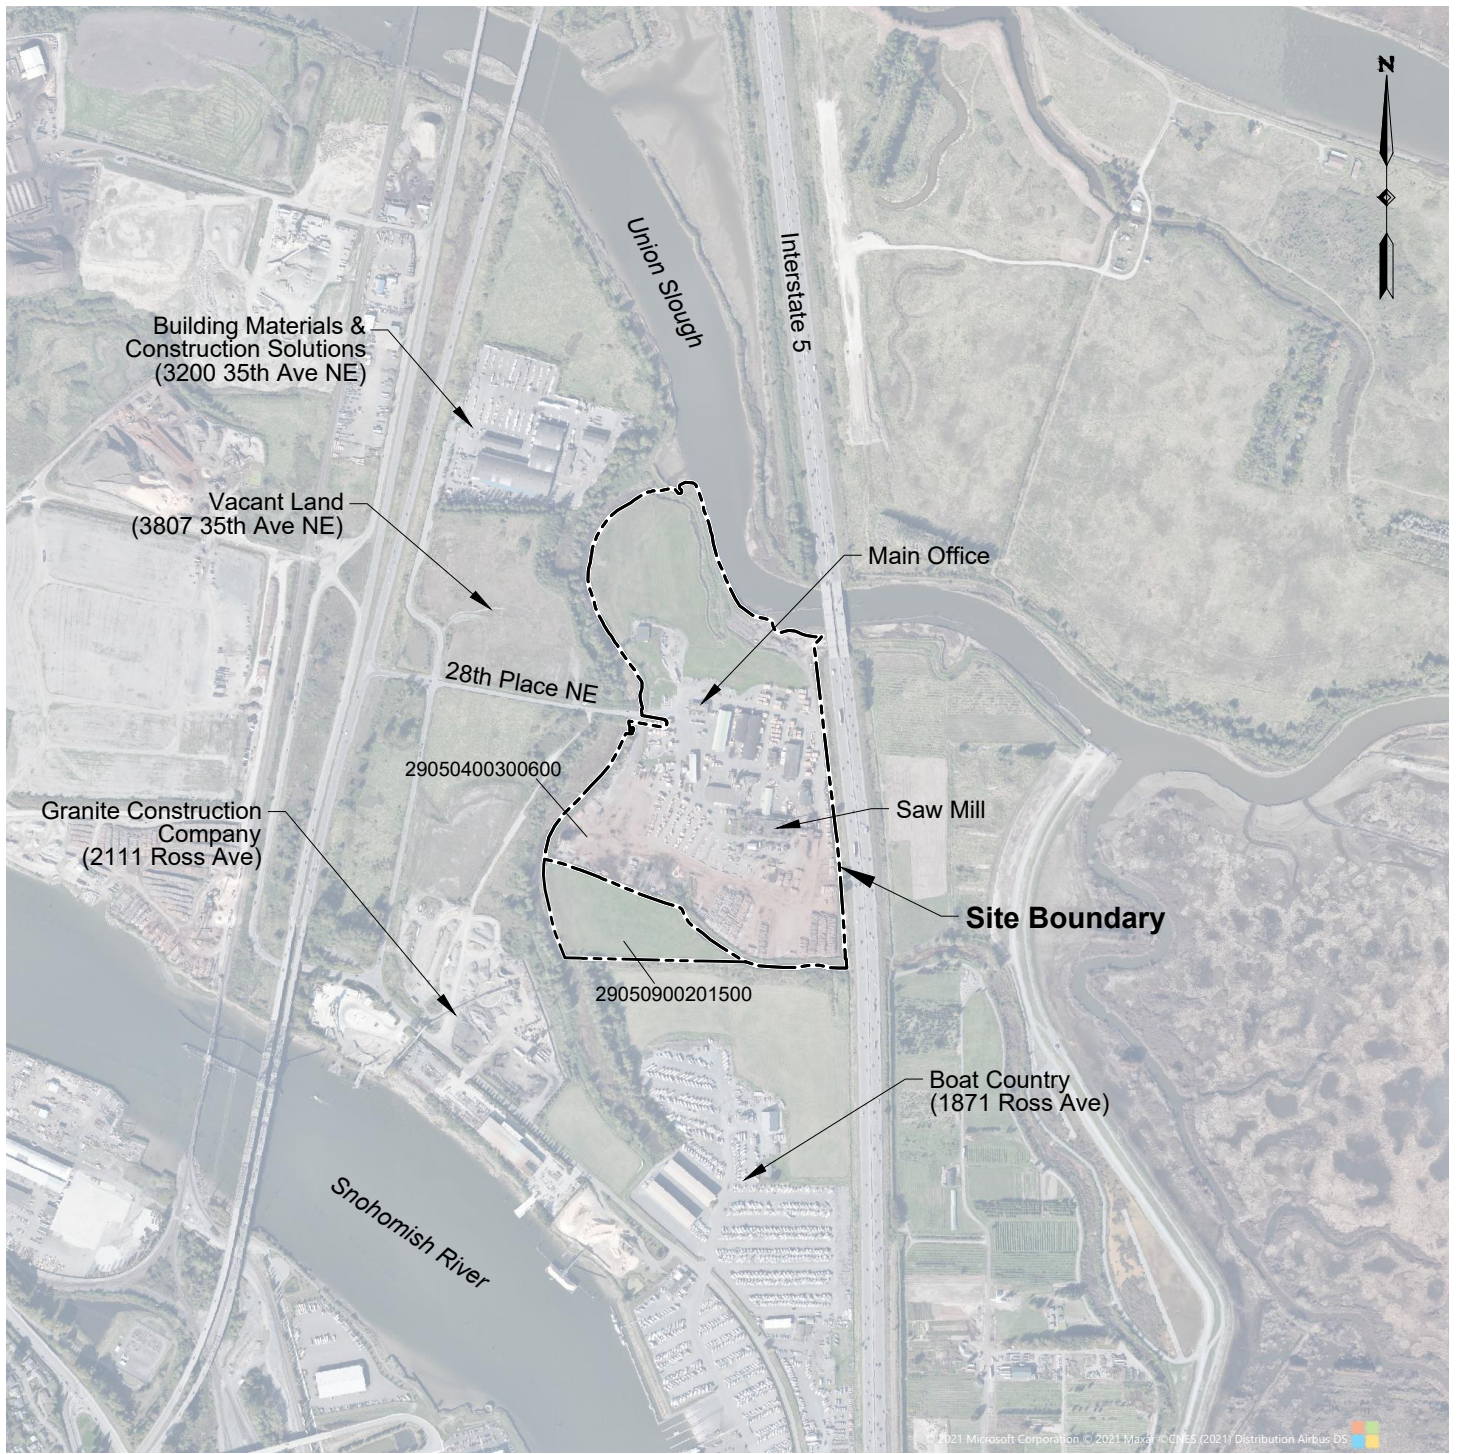 N
Union Slough
Interstate 5
Building Materials &
Construction Solutions
(3200 35th Ave NE)
Vacant Land
(3807 35th Ave NE)
Main Office
28th Place NE
29050400300600
Granite Construction
Company
(2111 Ross Ave)
Saw Mill
Site Boundary
29050900201500
Boat Country
(1871 Ross Ave)
Snohomish River
© 2021 Microsoft Corporation © 2021 Maxar ©CNES (2021) Distribution Airbus DS